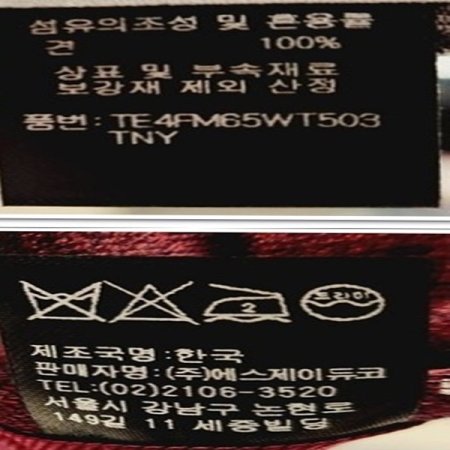 섬유의조성 및 혼용률
견 100%
상표 및 부속재료
보강재 제외 산정
품번: TE4FM65WT503
TNY
2
드라이
제조국명:한국
판매자명:(주)에스제이듀코
TEL:(02)2106-3520
서울시 강남구 논현로
149길 11 세종빌딩